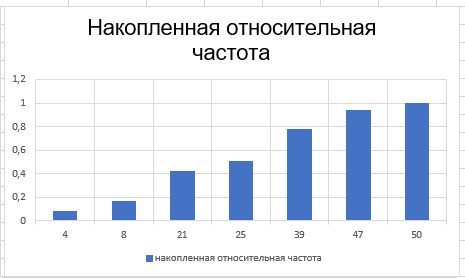 Накопленная относительная
частота
1,2
1
0,8
0,6
0,4
0,2
0
4 8 21 25 39 47 50
накопленная относительная частота